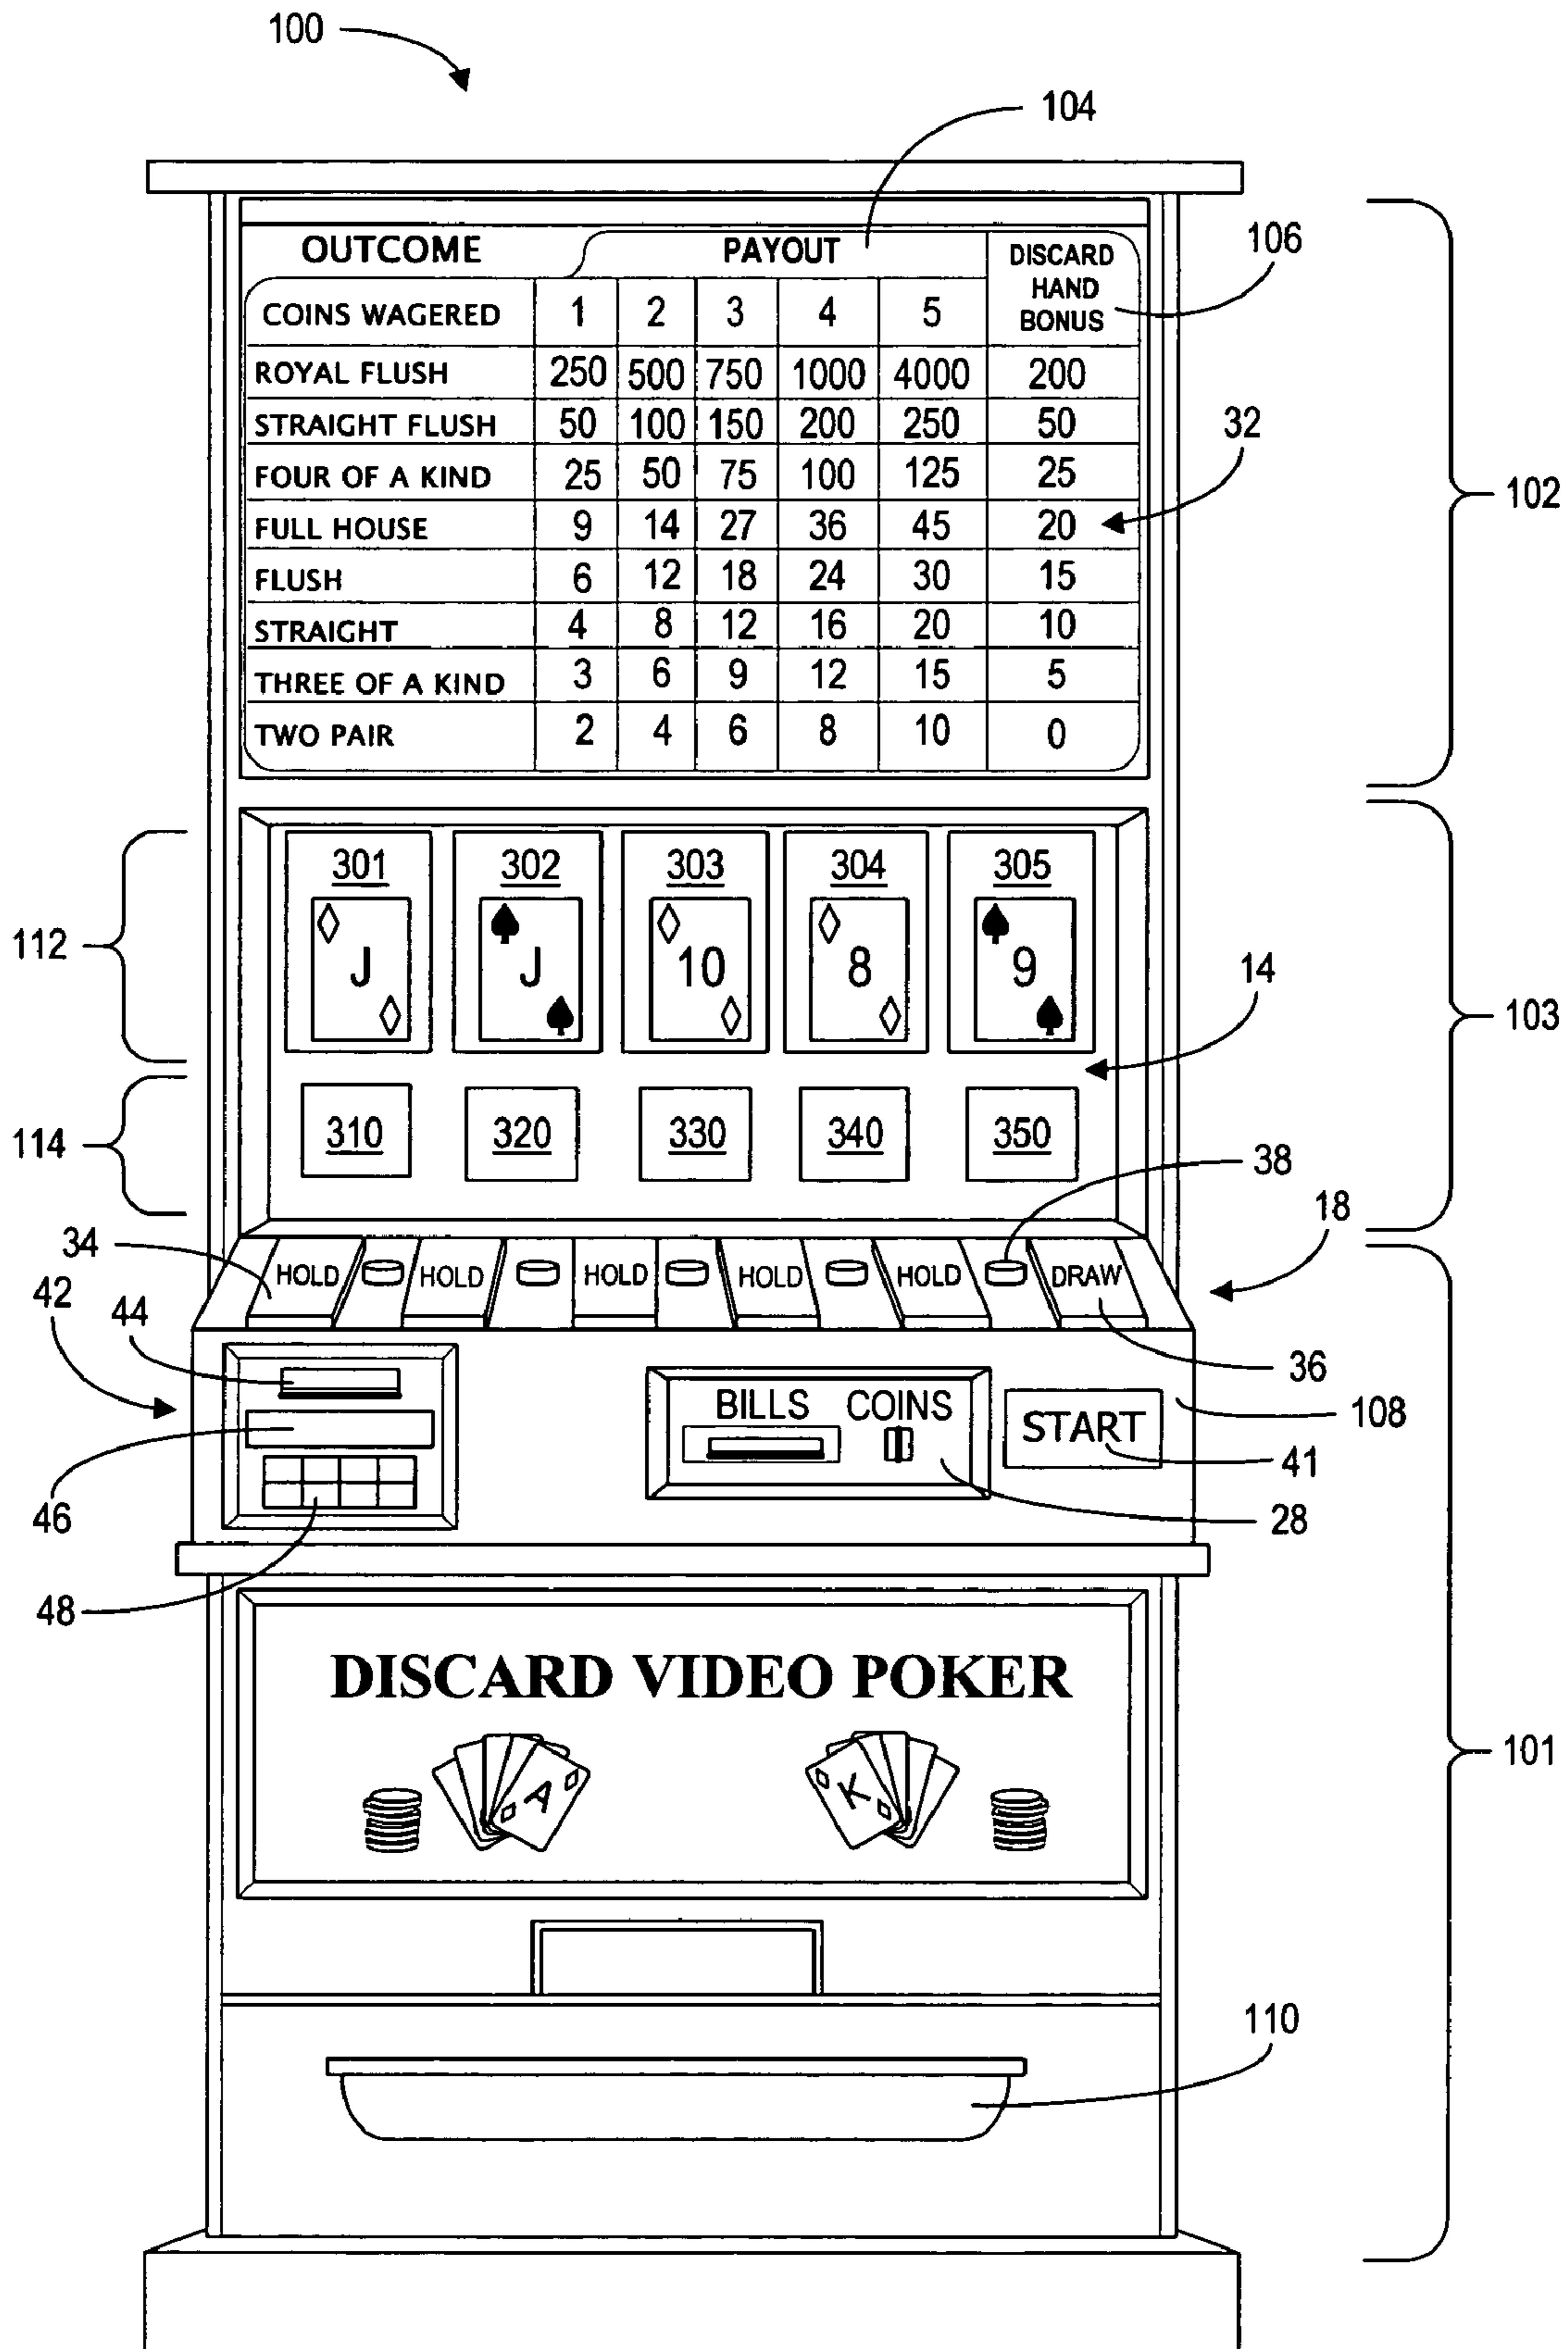 100
104
OUTCOME PAYOUT DISCARD HAND BONUS 106
COINS WAGERED 1 2 3 4 5
ROYAL FLUSH 250 500 750 1000 4000 200
STRAIGHT FLUSH 50 100 150 200 250 50
32
FOUR OF A KIND 25 50 75 100 125 25
102
FULL HOUSE 9 14 27 36 45 20
FLUSH 6 12 18 24 30 15
STRAIGHT 4 8 12 16 20 10
THREE OF A KIND 3 6 9 12 15 5
TWO PAIR 2 4 6 8 10 0
301 302 303 304 305
112 J J 10 8 9 14
103
114 310 320 330 340 350
38
18
34 HOLD HOLD HOLD HOLD HOLD DRAW
42 44
36
BILLS COINS START 108
41
46 28
48
DISCARD VIDEO POKER
A K
101
110